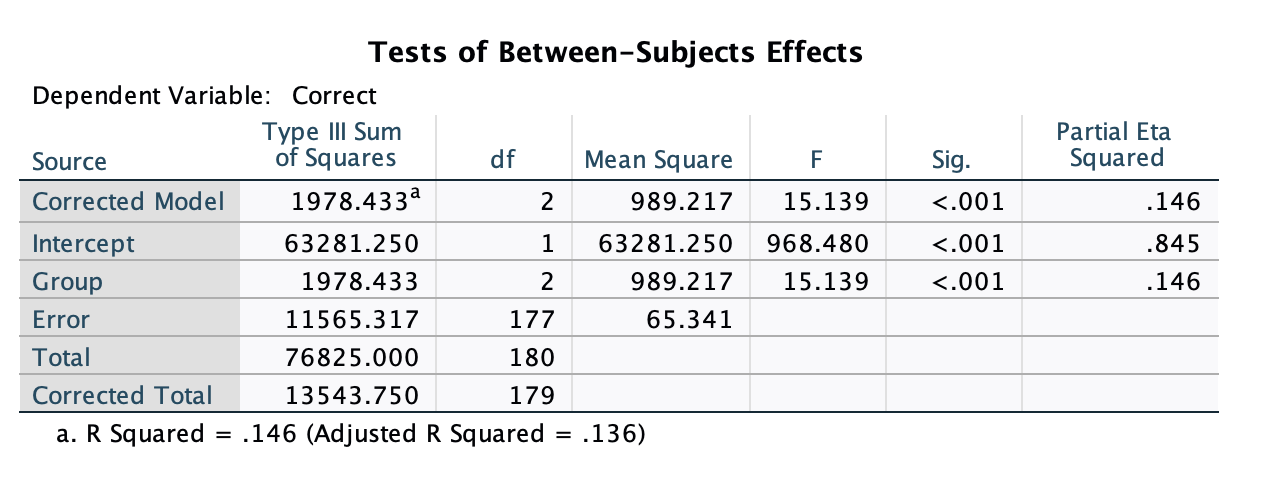 Tests of Between-Subjects Effects
Dependent Variable: Correct
Source Type III Sum of Squares df Mean Square F Sig. Partial Eta Squared
Corrected Model 1978.433a 2 989.217 15.139 <.001 .146
Intercept 63281.250 1 63281.250 968.480 <.001 .845
Group 1978.433 2 989.217 15.139 <.001 .146
Error 11565.317 177 65.341
Total 76825.000 180
Corrected Total 13543.750 179
a. R Squared = .146 (Adjusted R Squared = .136)